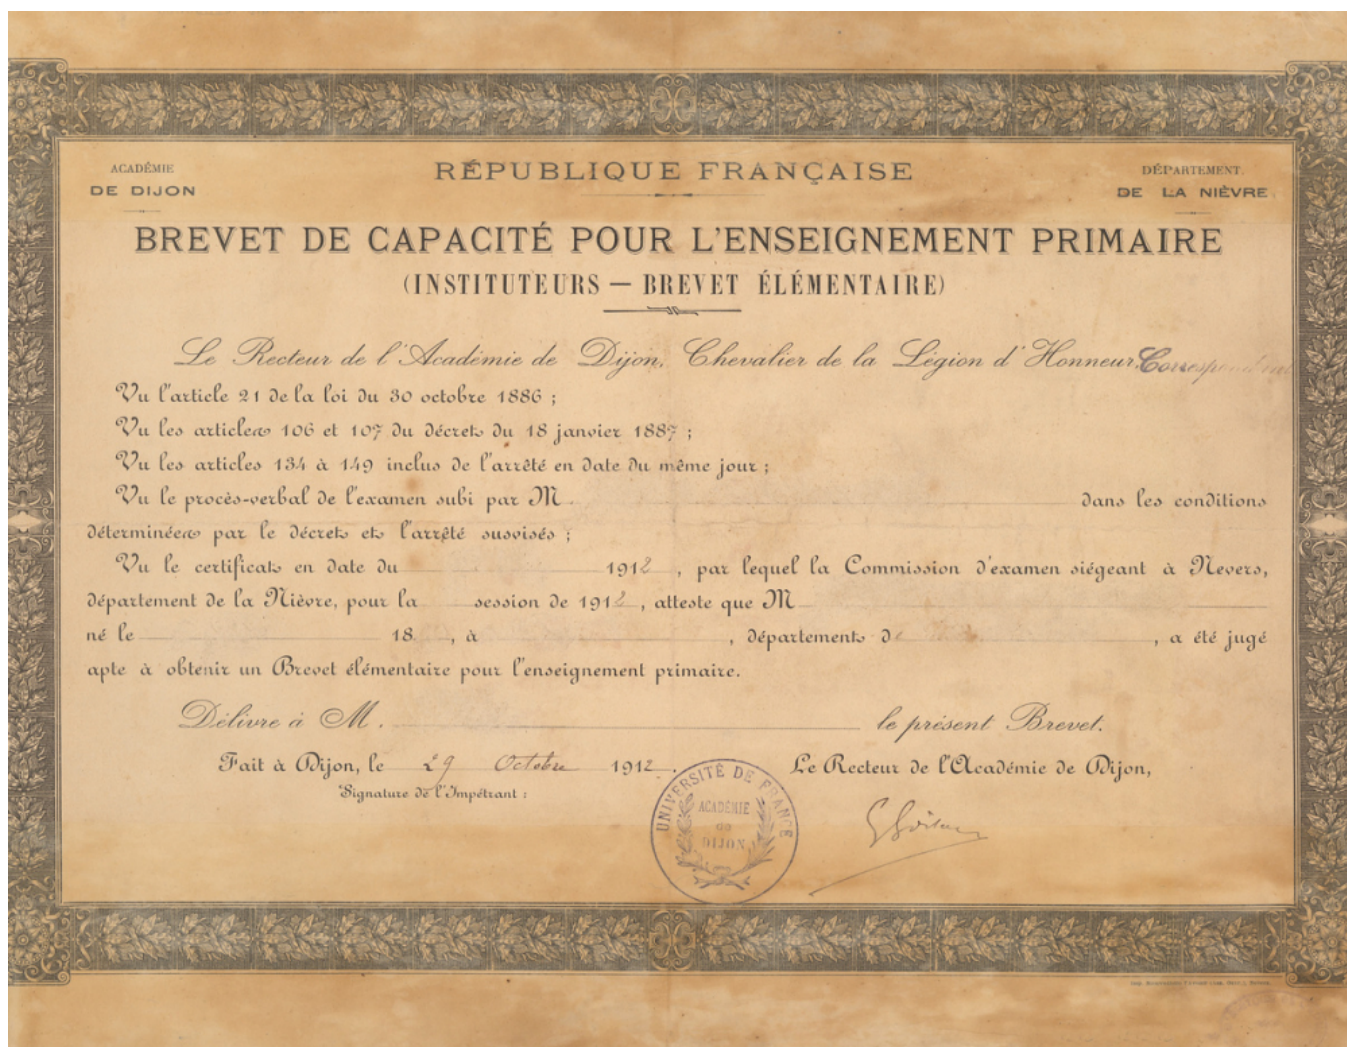 ACADÉMIE
DE DIJON
RÉPUBLIQUE FRANÇAISE
DÉPARTEMENT
DE LA NIÈVRE
BREVET DE CAPACITÉ POUR L'ENSEIGNEMENT PRIMAIRE
(INSTITUTEURS — BREVET ÉLÉMENTAIRE)
Le Recteur de l'Académie de Dijon, Chevalier de la Légion d'Honneur, Correspondant
Vu l'article 21 de la loi du 30 octobre 1886 ;
Vu les articles 106 et 107 du décret du 18 janvier 1887 ;
Vu les articles 134 à 149 inclus de l'arrêté en date du même jour ;
Vu le procès-verbal de l'examen subi par M dans les conditions
déterminées par le décret et l'arrêté susvisés ;
Vu le certificat en date du 1912 , par lequel la Commission d'examen siégeant à Nevers,
département de la Nièvre, pour la session de 1912 , atteste que M
né le 18 , à , département d , a été jugé
apte à obtenir un Brevet élémentaire pour l'enseignement primaire.
Délivré à M. le présent Brevet.
Fait à Dijon, le 29 Octobre 1912.
Le Recteur de l'Académie de Dijon,
Signature de l'Impétrant :
UNIVERSITÉ DE FRANCE
ACADÉMIE
de
DIJON